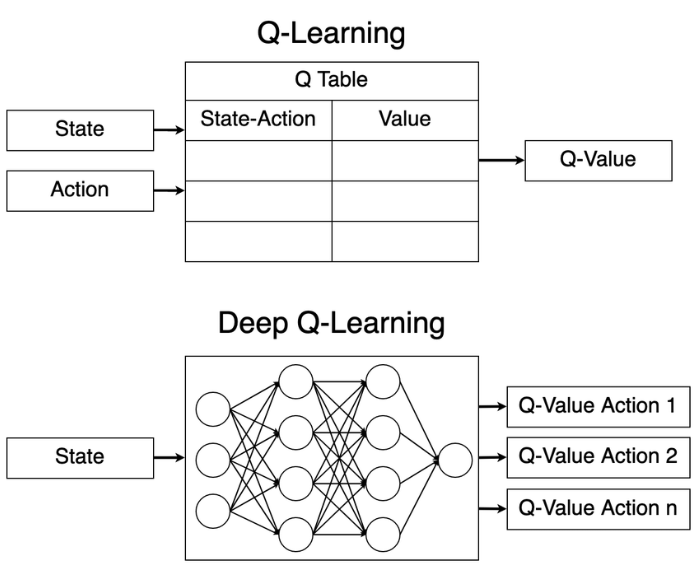 Q-Learning
Q Table
State-Action Value
State
Action
Q-Value
Deep Q-Learning
State
Q-Value Action 1
Q-Value Action 2
Q-Value Action n